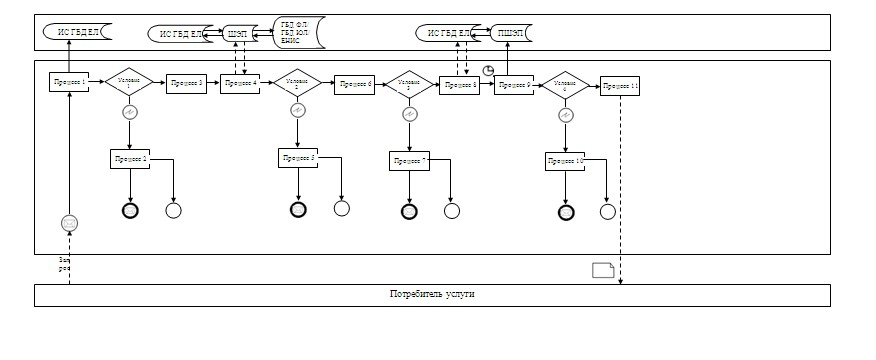 ИС ГБД ЕЛ
ИС ГБД ЕЛ
ШЭП
ГБД ФЛ/
ГБД ЮЛ/
ЕНИС
ИС ГБД ЕЛ
ПШЭП
Процесс 1
Условие
1
Процесс 3
Процесс 4
Условие
2
Процесс 6
Условие
3
Процесс 8
Процесс 9
Условие
4
Процесс 11
Процесс 2
Процесс 5
Процесс 7
Процесс 10
Зап
рос
Потребитель услуги